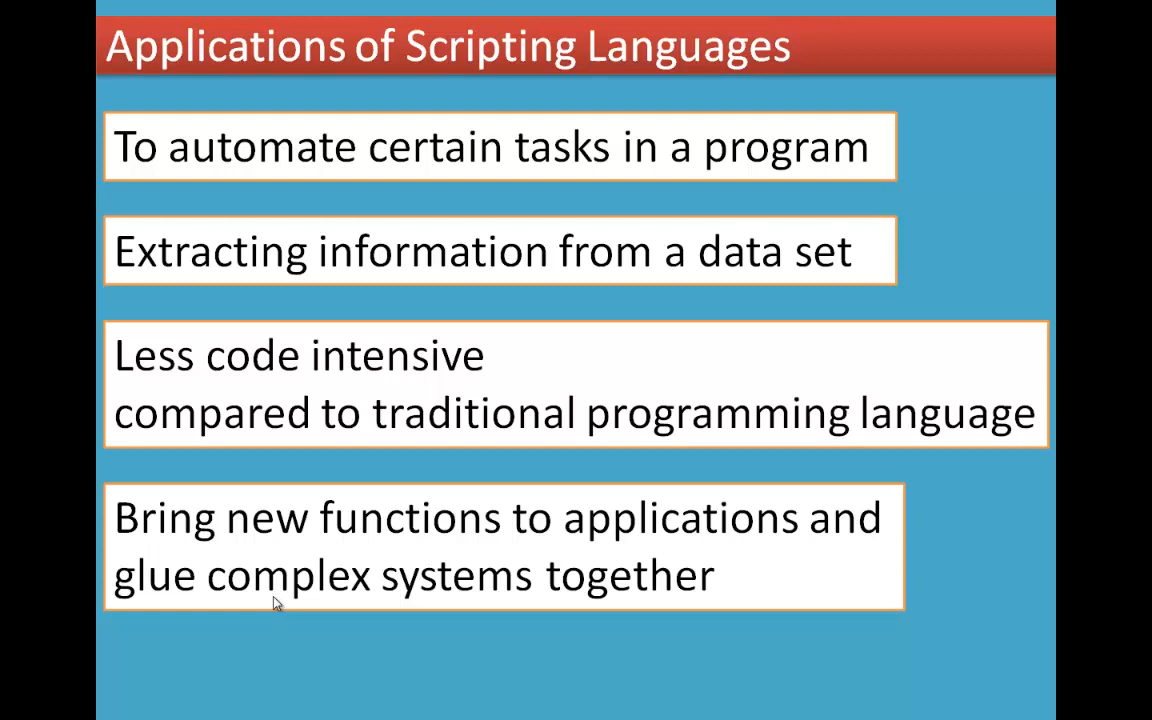 Applications of Scripting Languages
To automate certain tasks in a program
Extracting information from a data set
Less code intensive
compared to traditional programming language
Bring new functions to applications and
glue complex systems together